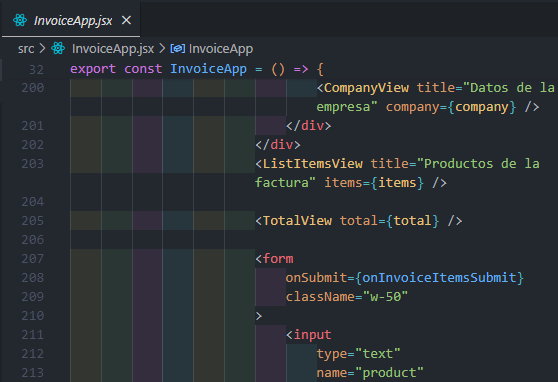 InvoiceApp.jsx ×
src > InvoiceApp.jsx > InvoiceApp
32 export const InvoiceApp = () => {
200 <CompanyView title="Datos de la
empresa" company={company} />
201 </div>
202 </div>
203 <ListItemsView title="Productos de la
factura" items={items} />
204
205 <TotalView total={total} />
206
207 <form
208 onSubmit={onInvoiceItemsSubmit}
209 className="w-50"
210 >
211 <input
212 type="text"
213 name="product"